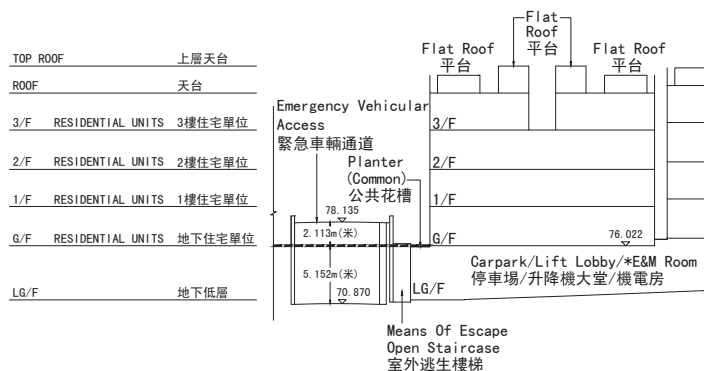 TOP ROOF 上層天台
ROOF 天台
3/F RESIDENTIAL UNITS 3樓住宅單位
2/F RESIDENTIAL UNITS 2樓住宅單位
1/F RESIDENTIAL UNITS 1樓住宅單位
G/F RESIDENTIAL UNITS 地下住宅單位
LG/F 地下低層
Emergency Vehicular
Access
緊急車輛通道
Planter
(Common)
公共花槽
78.135
2.113m(米)
5.152m(米)
70.870
Flat Roof
平台
Flat
Roof
平台
Flat Roof
平台
3/F
2/F
1/F
G/F
76.022
LG/F
Carpark/Lift Lobby/*E&M Room
停車場/升降機大堂/機電房
Means Of Escape
Open Staircase
室外逃生樓梯